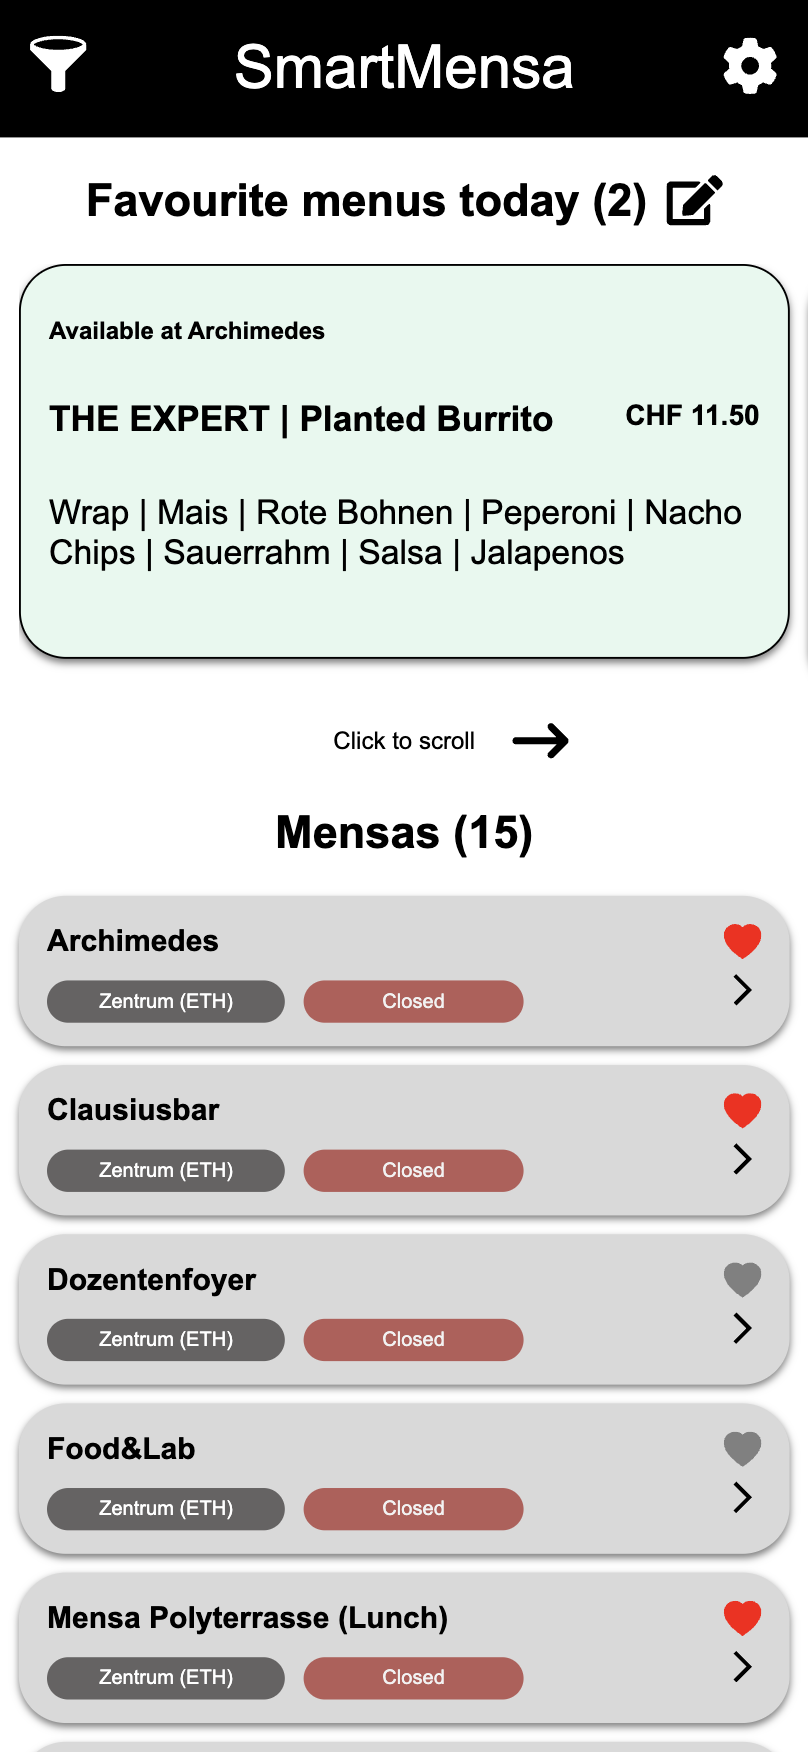 SmartMensa
Favourite menus today (2)
Available at Archimedes
THE EXPERT | Planted Burrito
CHF 11.50
Wrap | Mais | Rote Bohnen | Peperoni | Nacho
Chips | Sauerrahm | Salsa | Jalapenos
Click to scroll
Mensas (15)
Archimedes
Zentrum (ETH)
Closed
Clausiusbar
Zentrum (ETH)
Closed
Dozentenfoyer
Zentrum (ETH)
Closed
Food&Lab
Zentrum (ETH)
Closed
Mensa Polyterrasse (Lunch)
Zentrum (ETH)
Closed